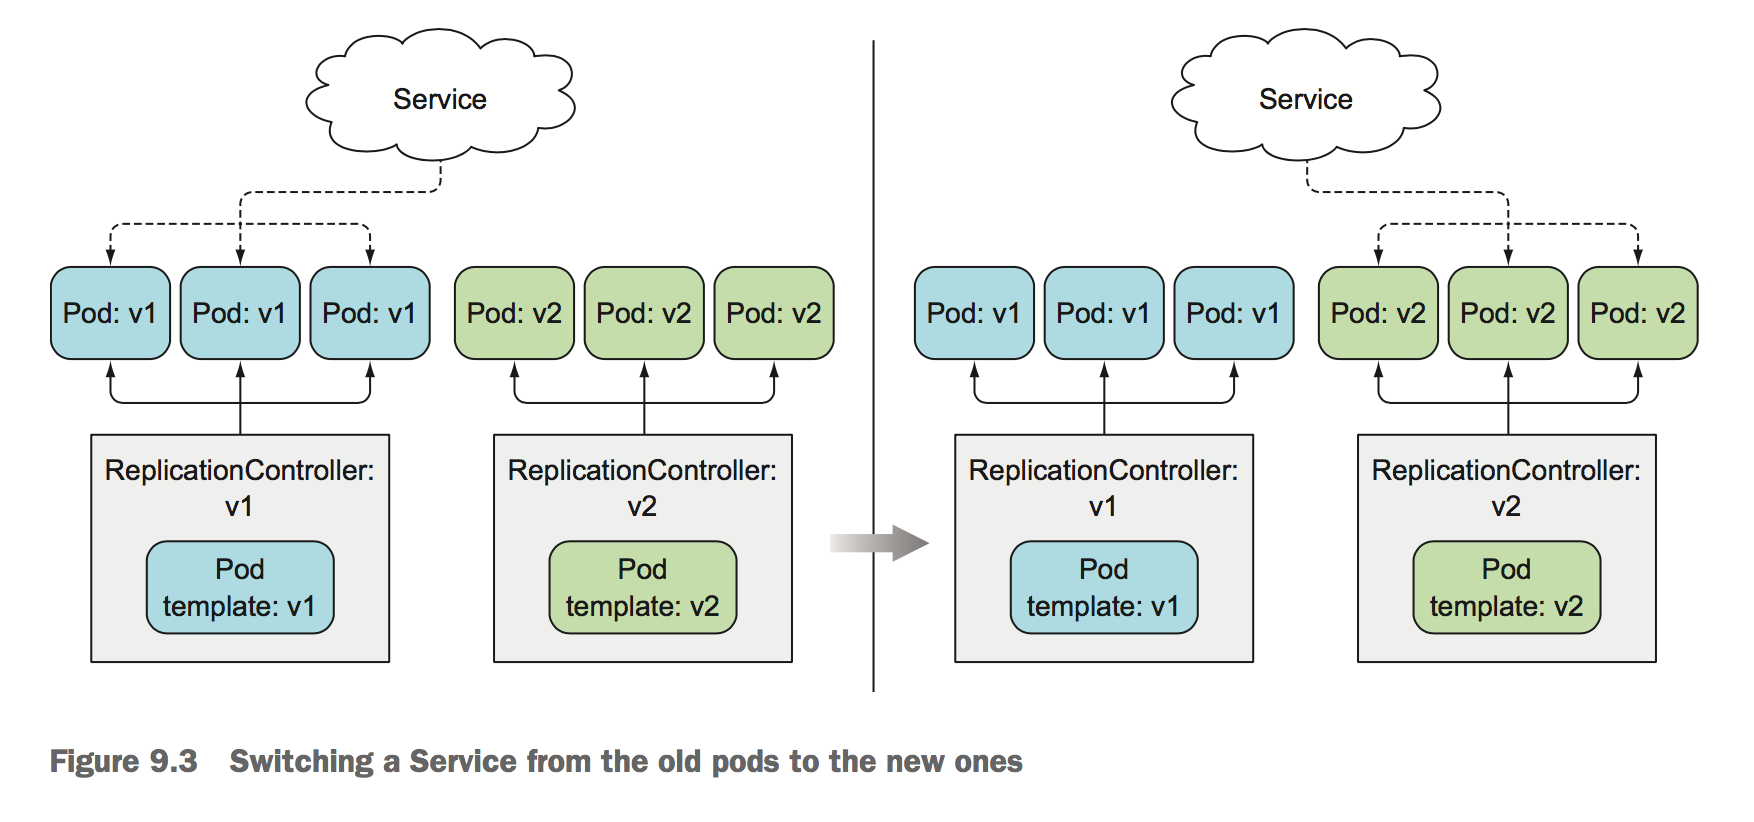 Service
Service
Pod: v1
Pod: v1
Pod: v1
Pod: v2
Pod: v2
Pod: v2
Pod: v1
Pod: v1
Pod: v1
Pod: v2
Pod: v2
Pod: v2
ReplicationController:
v1
Pod
template: v1
ReplicationController:
v2
Pod
template: v2
ReplicationController:
v1
Pod
template: v1
ReplicationController:
v2
Pod
template: v2
Figure 9.3 Switching a Service from the old pods to the new ones